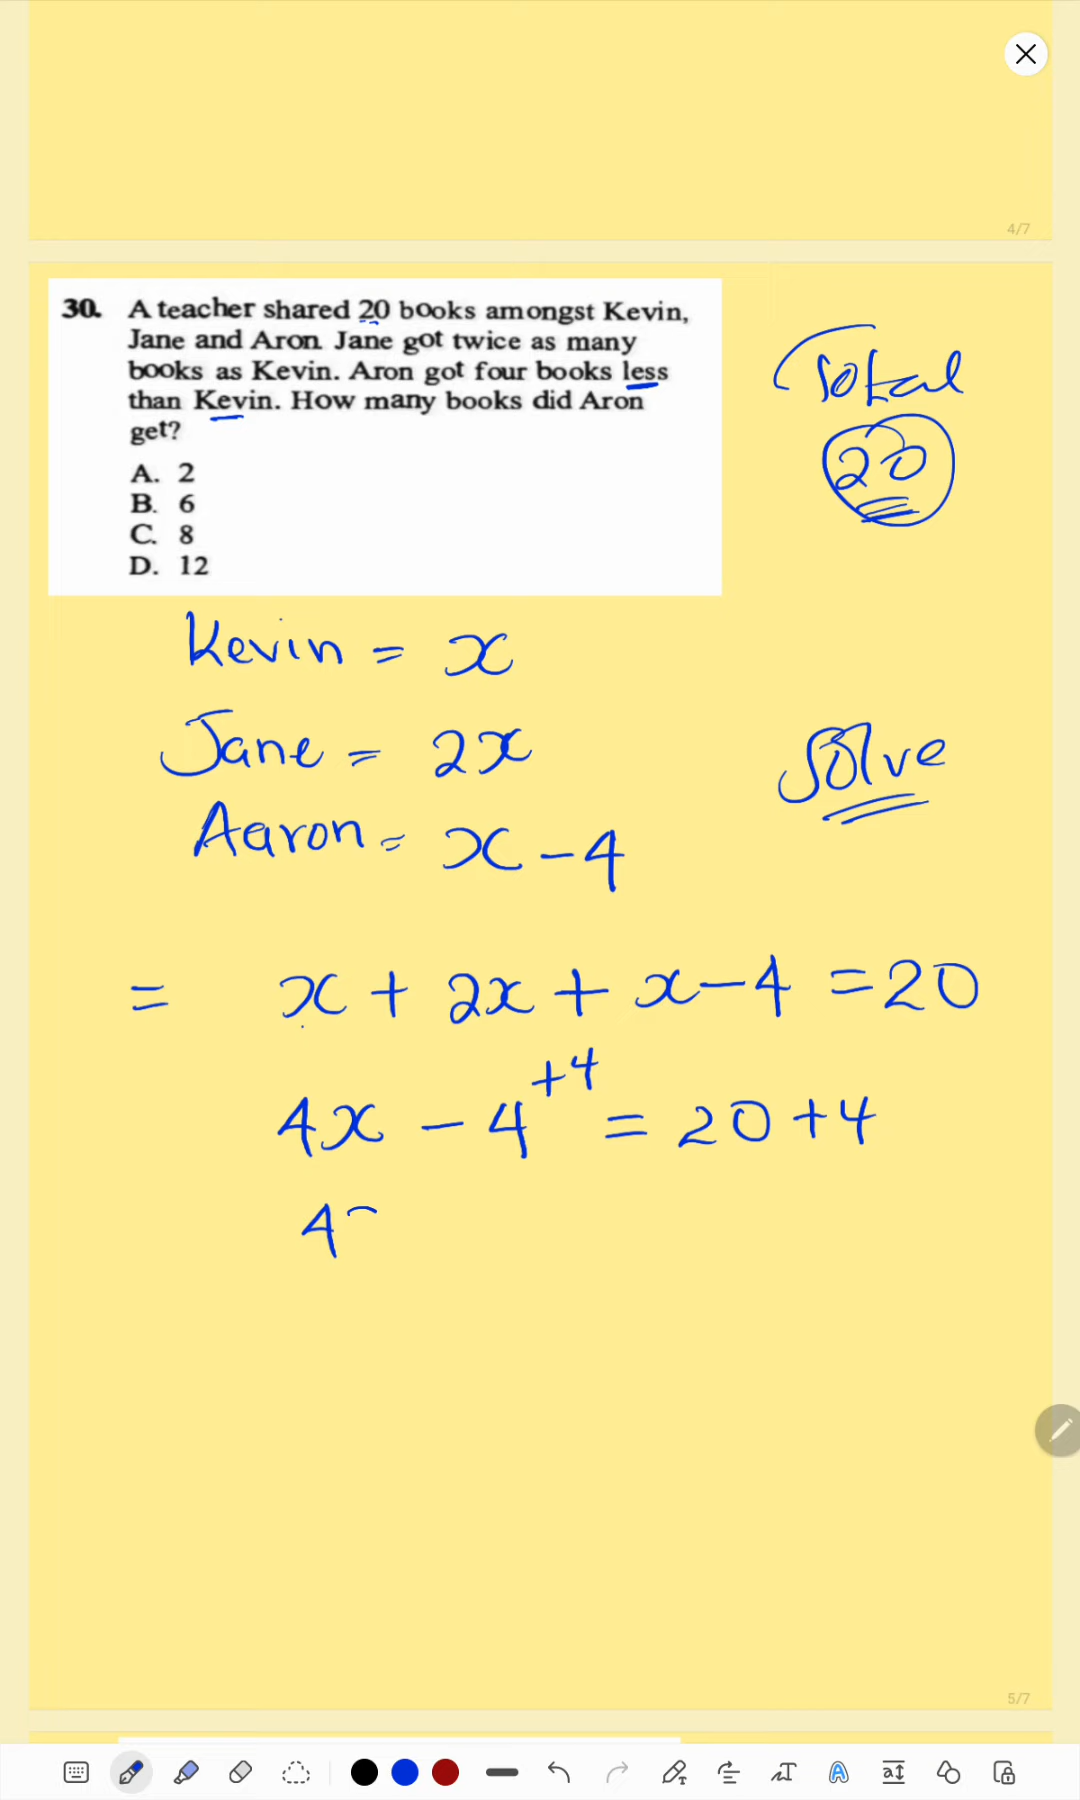 4/7
30. A teacher shared 20 books amongst Kevin,
Jane and Aron. Jane got twice as many
books as Kevin. Aron got four books less
than Kevin. How many books did Aron
get?
A. 2
B. 6
C. 8
D. 12
Total
20
Kevin = x
Jane = 2x
Solve
Aaron = x - 4
= x + 2x + x - 4 = 20
+4
4x - 4 = 20 + 4
4
5/7